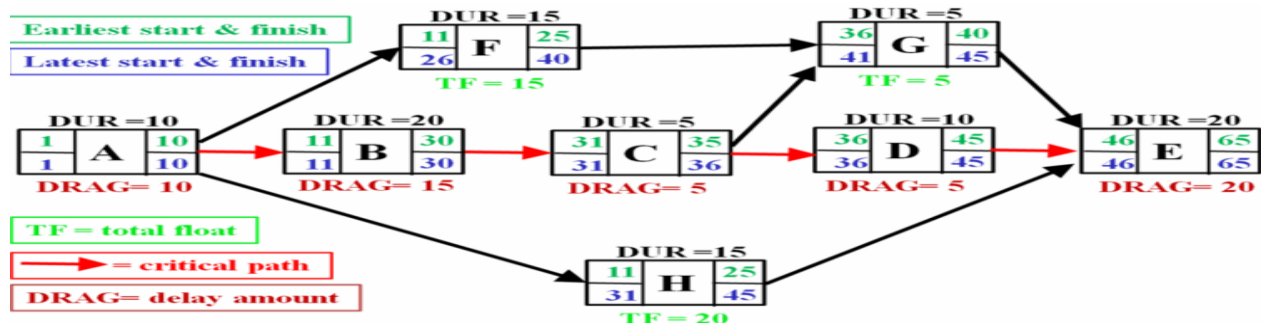 Earliest start & finish
Latest start & finish
DUR =15
11 F 25
26 40
TF = 15
DUR =5
36 G 40
41 45
TF = 5
DUR =10
1 A 10
1 10
DRAG= 10
DUR =20
11 B 30
11 30
DRAG= 15
DUR =5
31 C 35
31 36
DRAG= 5
DUR =10
36 D 45
36 45
DRAG= 5
DUR =20
46 E 65
46 65
DRAG= 20
TF = total float
= critical path
DRAG= delay amount
DUR =15
11 H 25
31 45
TF = 20